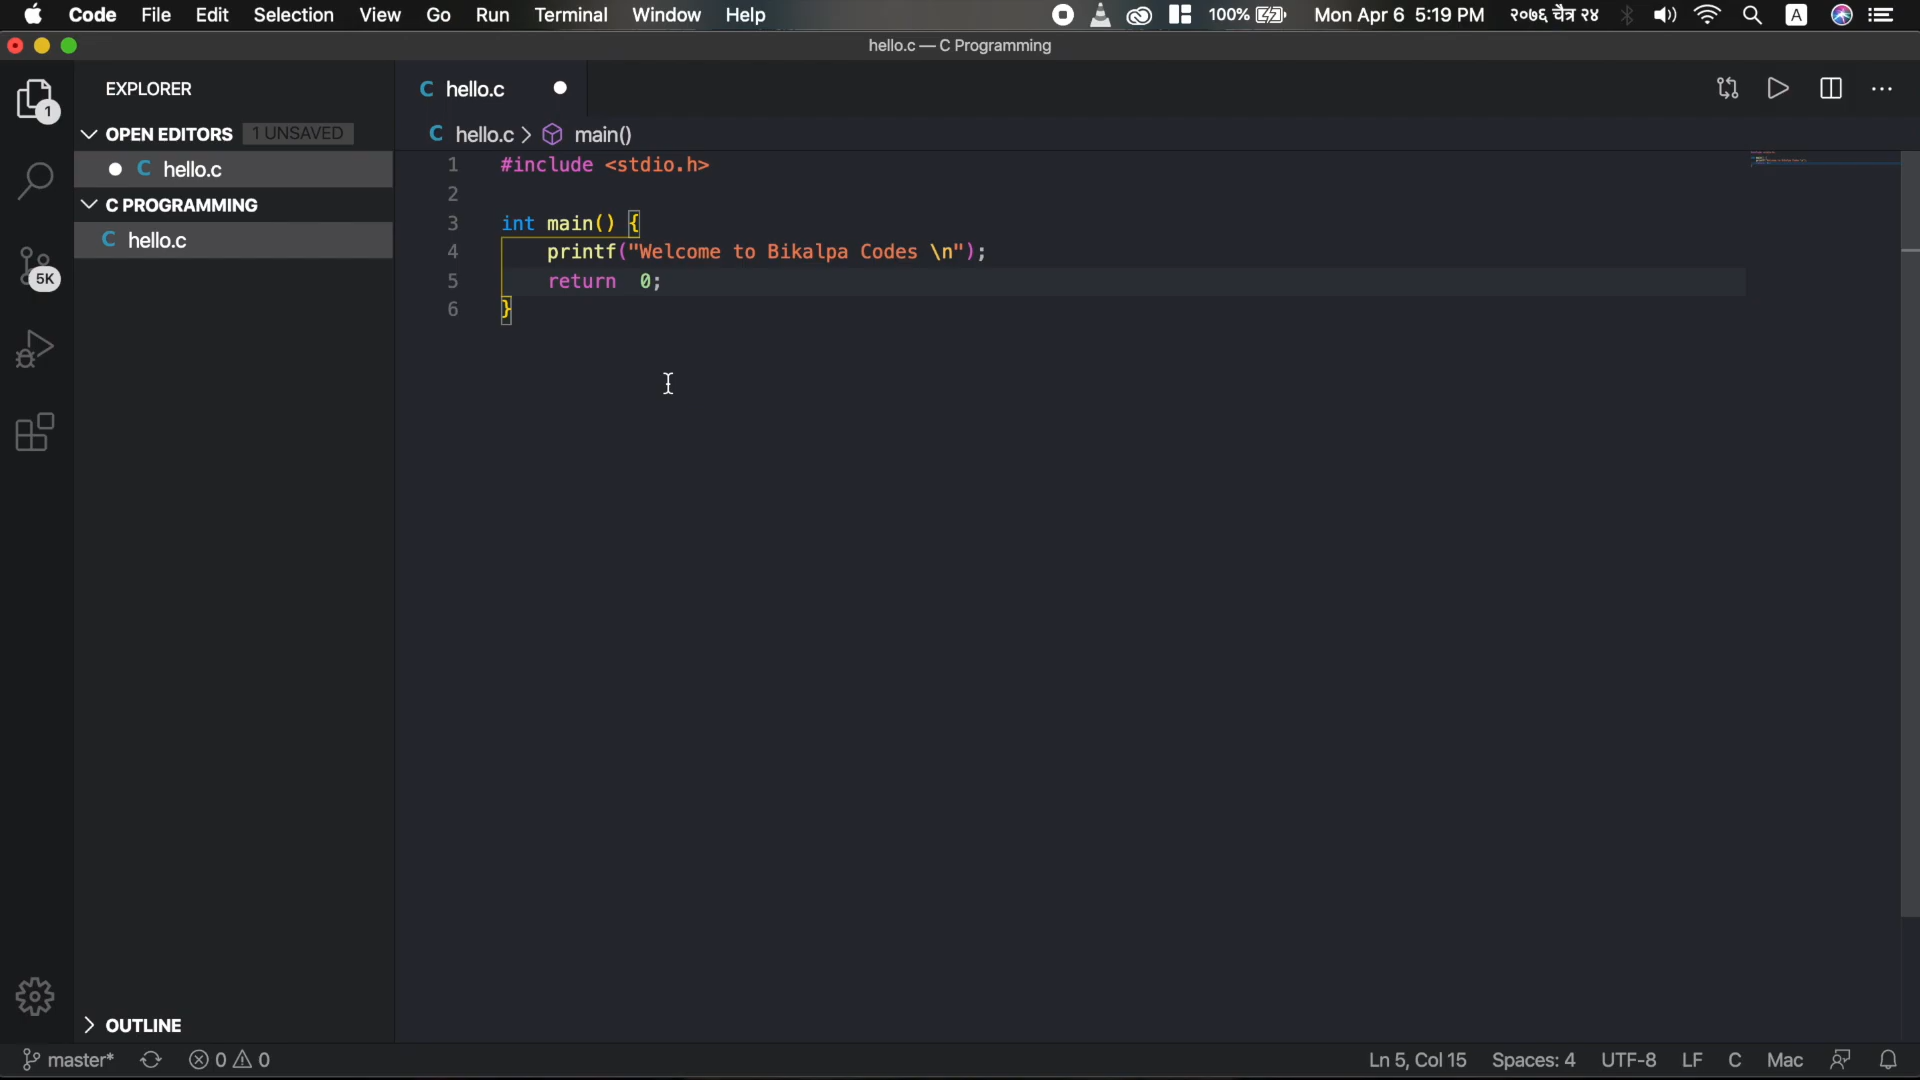 Code File Edit Selection View Go Run Terminal Window Help 100% Mon Apr 6 5:19 PM २०७६ चैत्र २४ A
hello.c — C Programming
EXPLORER
C hello.c
1
OPEN EDITORS 1 UNSAVED
C hello.c > main()
C hello.c
C PROGRAMMING
C hello.c
5K
1 #include <stdio.h>
2
3 int main() {
4     printf("Welcome to Bikalpa Codes \n");
5     return  0;
6 }
OUTLINE
master* 0 0 Ln 5, Col 15 Spaces: 4 UTF-8 LF C Mac